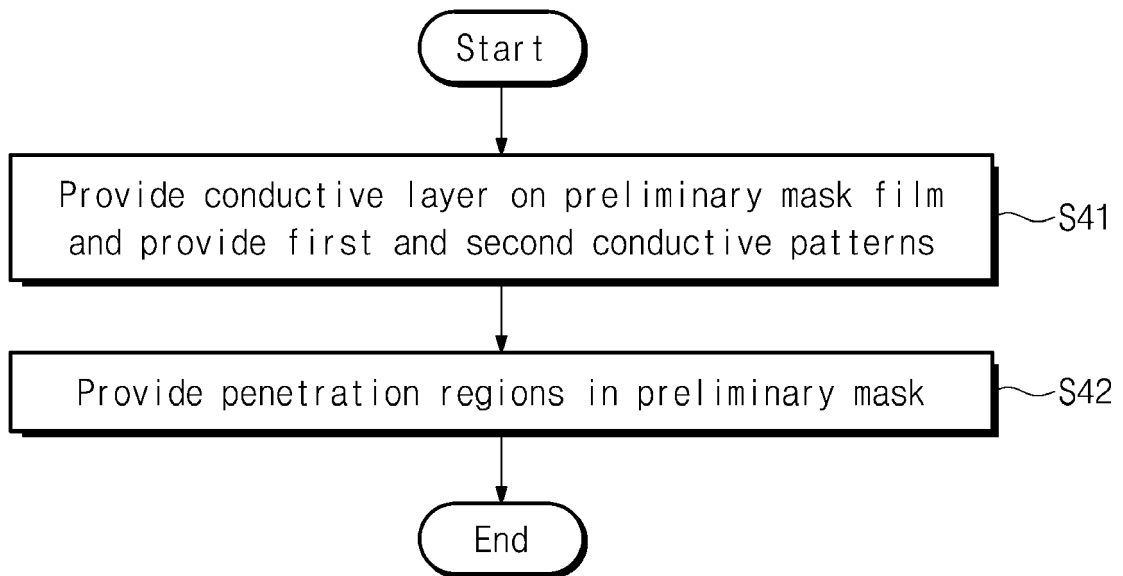 Start
Provide conductive layer on preliminary mask film
and provide first and second conductive patterns
S41
Provide penetration regions in preliminary mask
S42
End